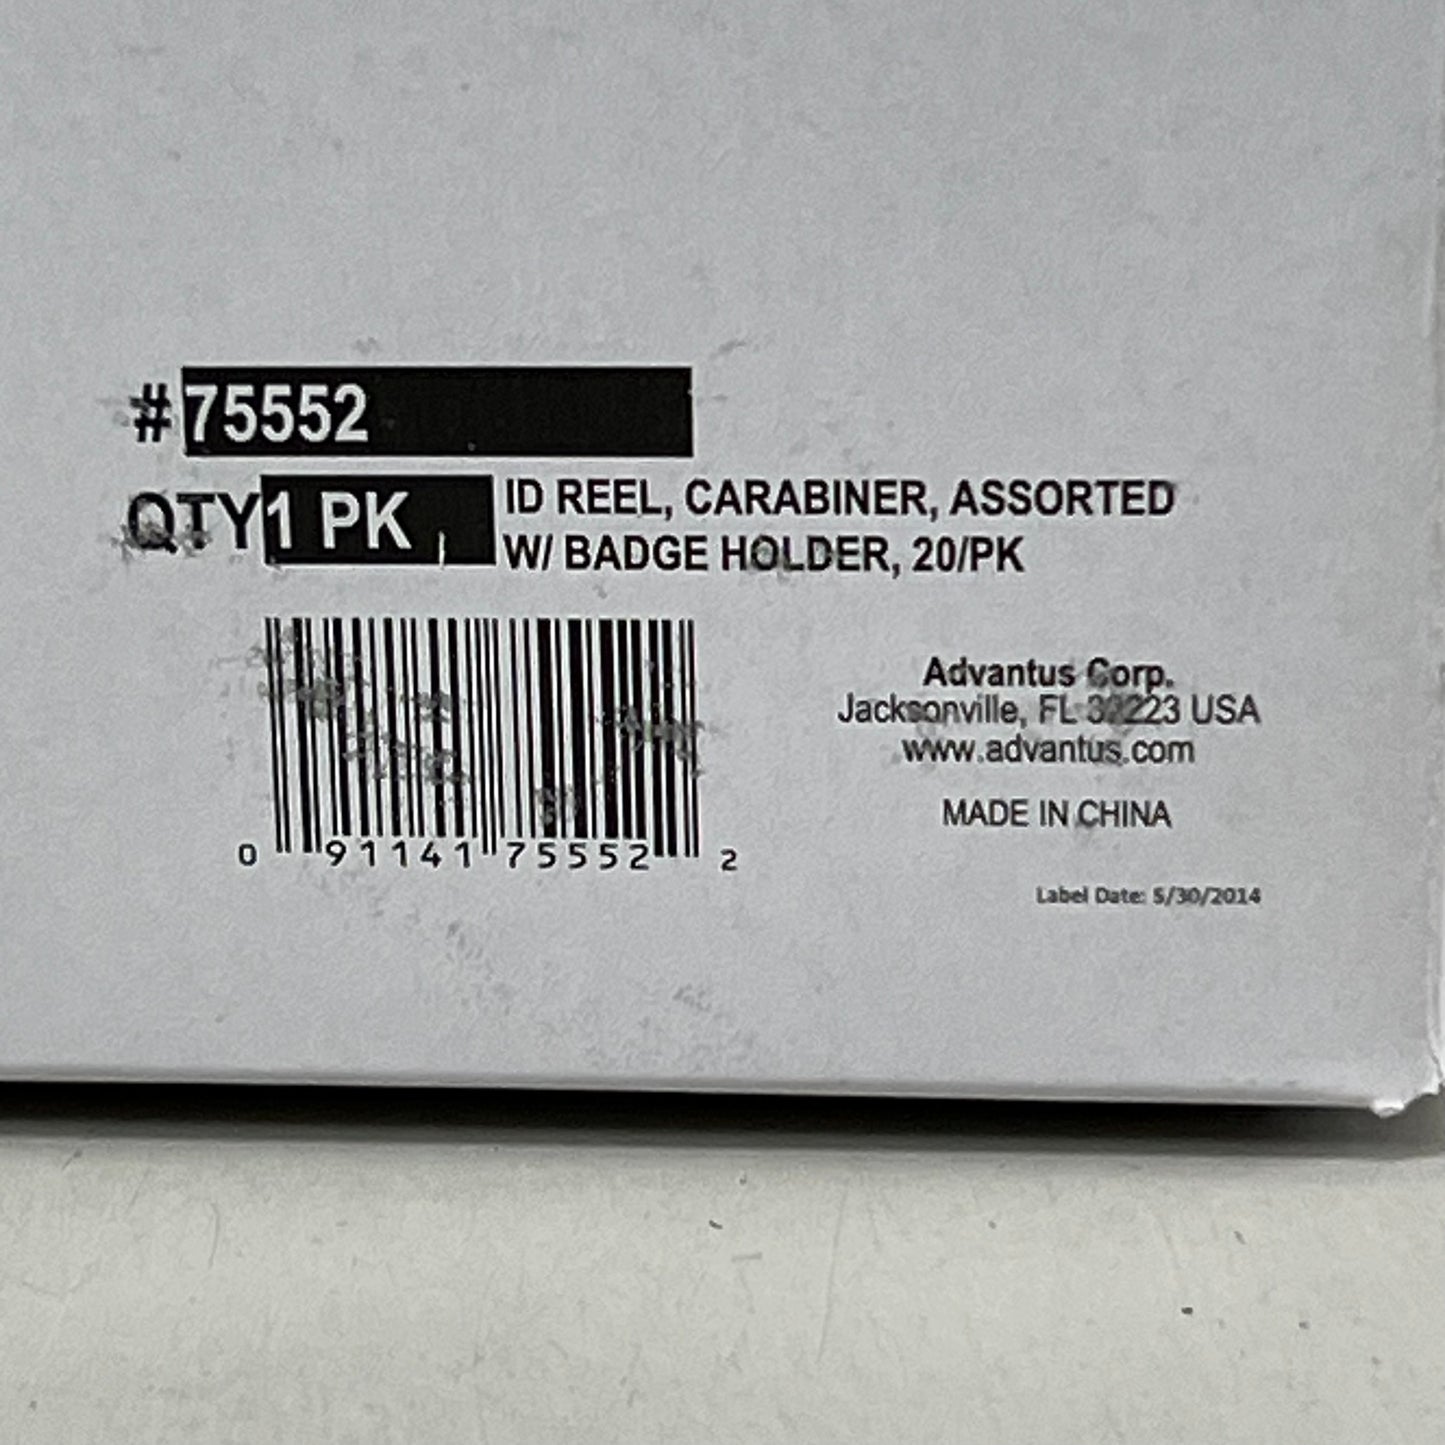 #75552
QTY 1 PK
ID REEL, CARABINER, ASSORTED
W/ BADGE HOLDER, 20/PK
0 91141 75552 2
Advantus Corp.
Jacksonville, FL 32223 USA
www.advantus.com
MADE IN CHINA
Label Date: 5/30/2014